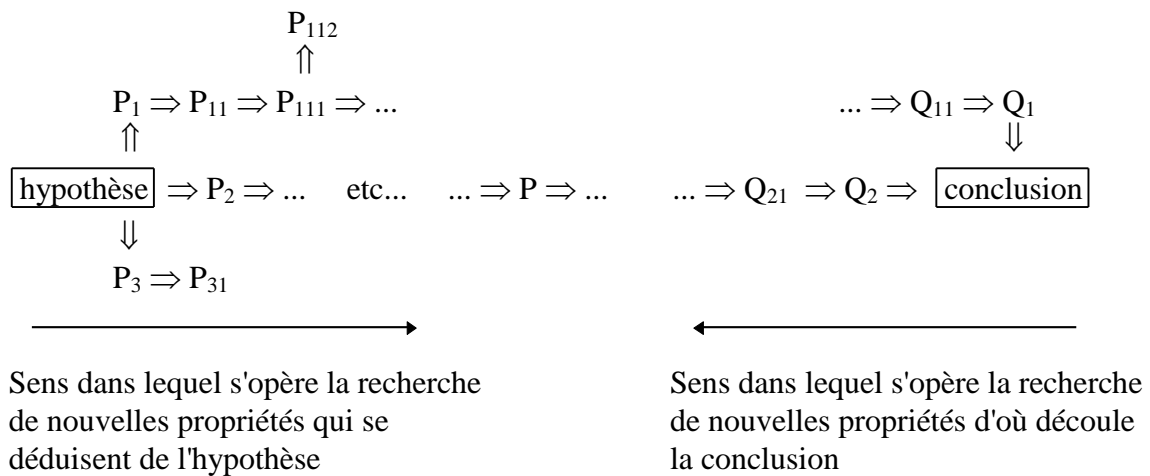 P₁₁₂
⇑
P₁ ⇒ P₁₁ ⇒ P₁₁₁ ⇒ ... ... ⇒ Q₁₁ ⇒ Q₁
⇑ ⇓
hypothèse ⇒ P₂ ⇒ ... etc... ... ⇒ P ⇒ ... ... ⇒ Q₂₁ ⇒ Q₂ ⇒ conclusion
⇓
P₃ ⇒ P₃₁
Sens dans lequel s'opère la recherche
de nouvelles propriétés qui se
déduisent de l'hypothèse
Sens dans lequel s'opère la recherche
de nouvelles propriétés d'où découle
la conclusion